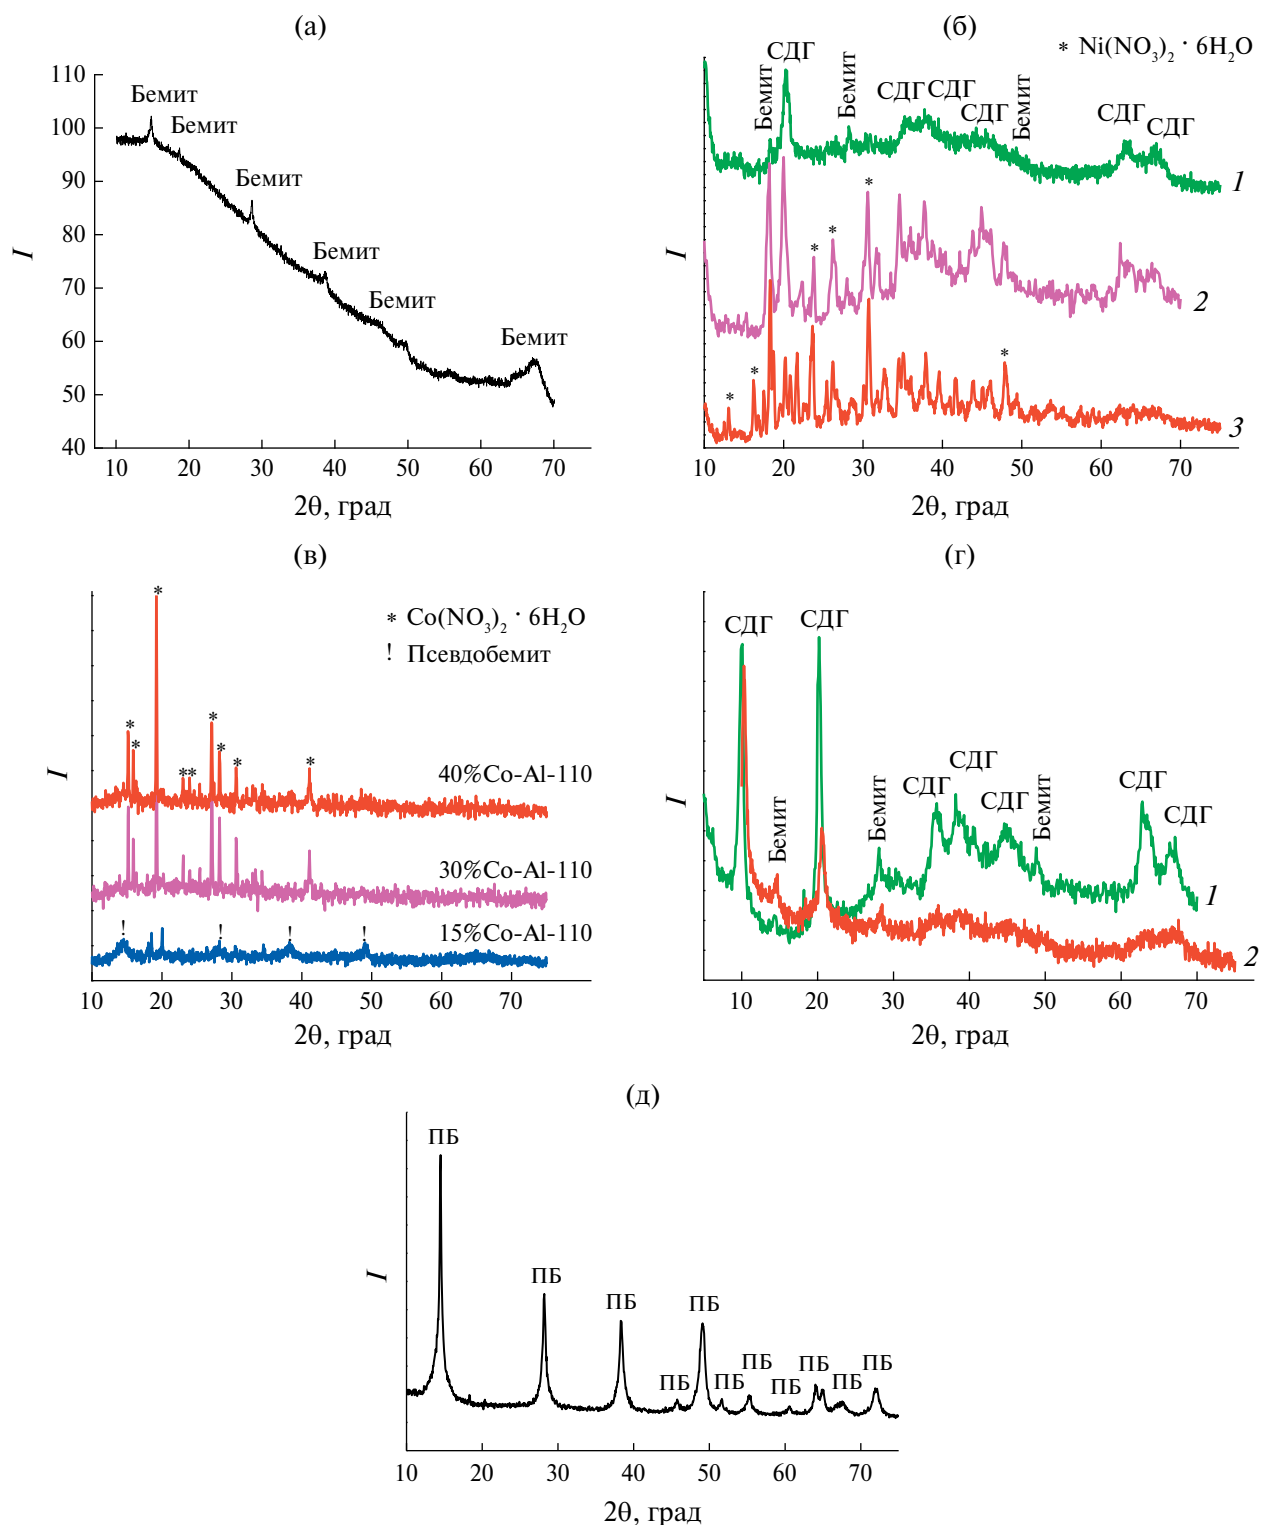 (а)
110
100
90
80
70
60
50
40
I
Бемит
Бемит
Бемит
Бемит
Бемит
Бемит
10 20 30 40 50 60 70
2θ, град
(б)
* Ni(NO3)2 · 6H2O
I
Бемит
СДГ
Бемит
СДГ
СДГ
СДГ
Бемит
СДГ
СДГ
1
*
*
*
2
*
*
*
3
10 20 30 40 50 60 70
2θ, град
(в)
* Co(NO3)2 · 6H2O
! Псевдобемит
I
*
*
*
**
*
*
*
*
40%Co-Al-110
30%Co-Al-110
15%Co-Al-110
! ! ! !
10 20 30 40 50 60 70
2θ, град
(г)
I
СДГ
СДГ
Бемит
Бемит
СДГ
СДГ
СДГ
Бемит
СДГ
СДГ
1
2
10 20 30 40 50 60 70
2θ, град
(д)
I
ПБ
ПБ
ПБ
ПБ
ПБ
ПБ
ПБ
ПБ
ПБ
ПБ
ПБ
10 20 30 40 50 60 70
2θ, град